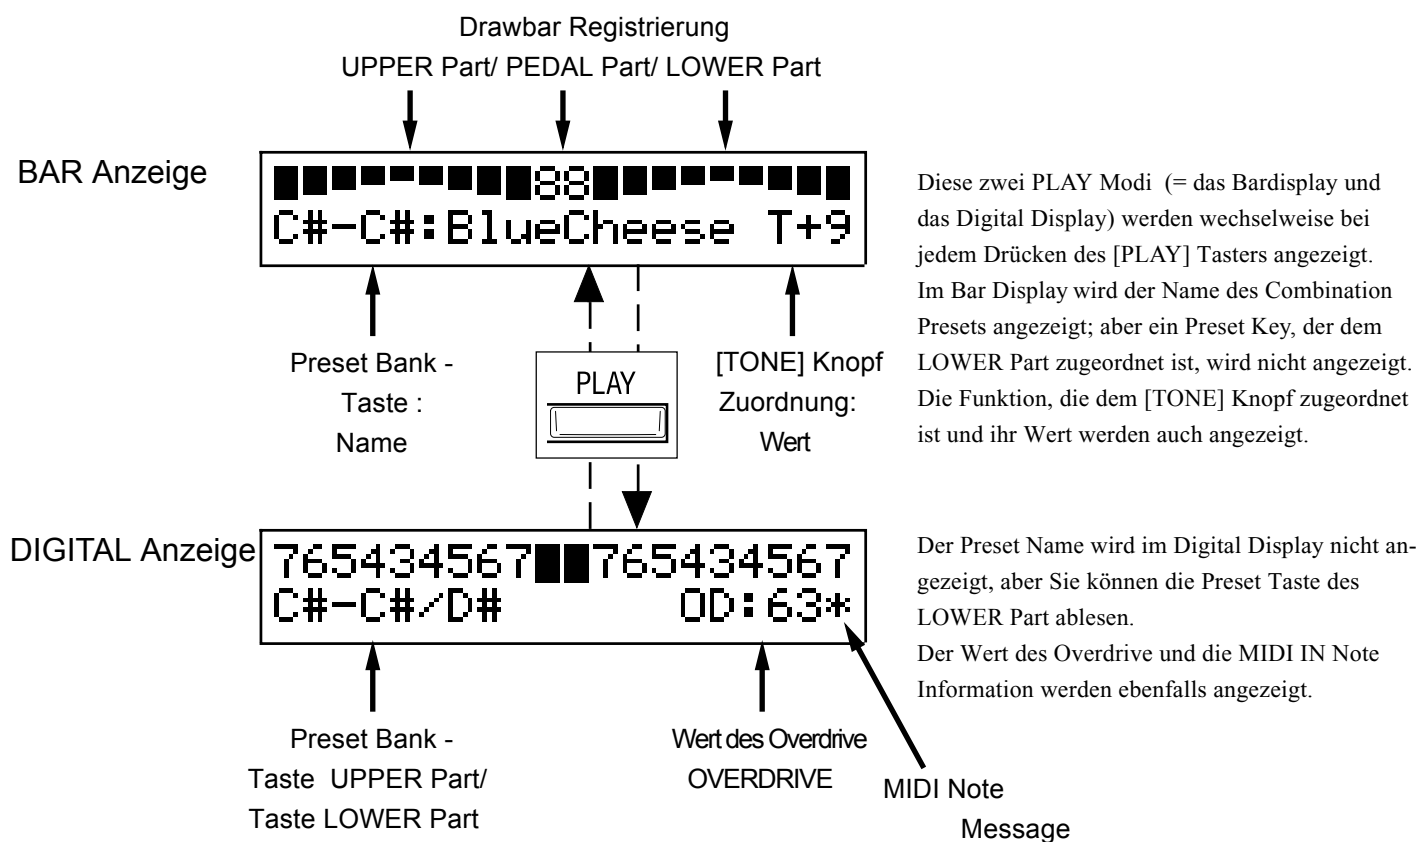 Drawbar Registrierung
UPPER Part/ PEDAL Part/ LOWER Part
BAR Anzeige
88
C#-C#:BlueCheese T+9
Diese zwei PLAY Modi (= das Bardisplay und
das Digital Display) werden wechselweise bei
jedem Drücken des [PLAY] Tasters angezeigt.
Im Bar Display wird der Name des Combination
Presets angezeigt; aber ein Preset Key, der dem
LOWER Part zugeordnet ist, wird nicht angezeigt.
Die Funktion, die dem [TONE] Knopf zugeordnet
ist und ihr Wert werden auch angezeigt.
Preset Bank -
Taste :
Name
PLAY
[TONE] Knopf
Zuordnung:
Wert
DIGITAL Anzeige
765434567 765434567
C#-C#/D# OD:63*
Der Preset Name wird im Digital Display nicht an-
gezeigt, aber Sie können die Preset Taste des
LOWER Part ablesen.
Der Wert des Overdrive und die MIDI IN Note
Information werden ebenfalls angezeigt.
Preset Bank -
Taste UPPER Part/
Taste LOWER Part
Wert des Overdrive
OVERDRIVE
MIDI Note
Message